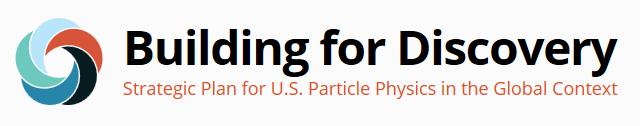 Building for Discovery
Strategic Plan for U.S. Particle Physics in the Global Context